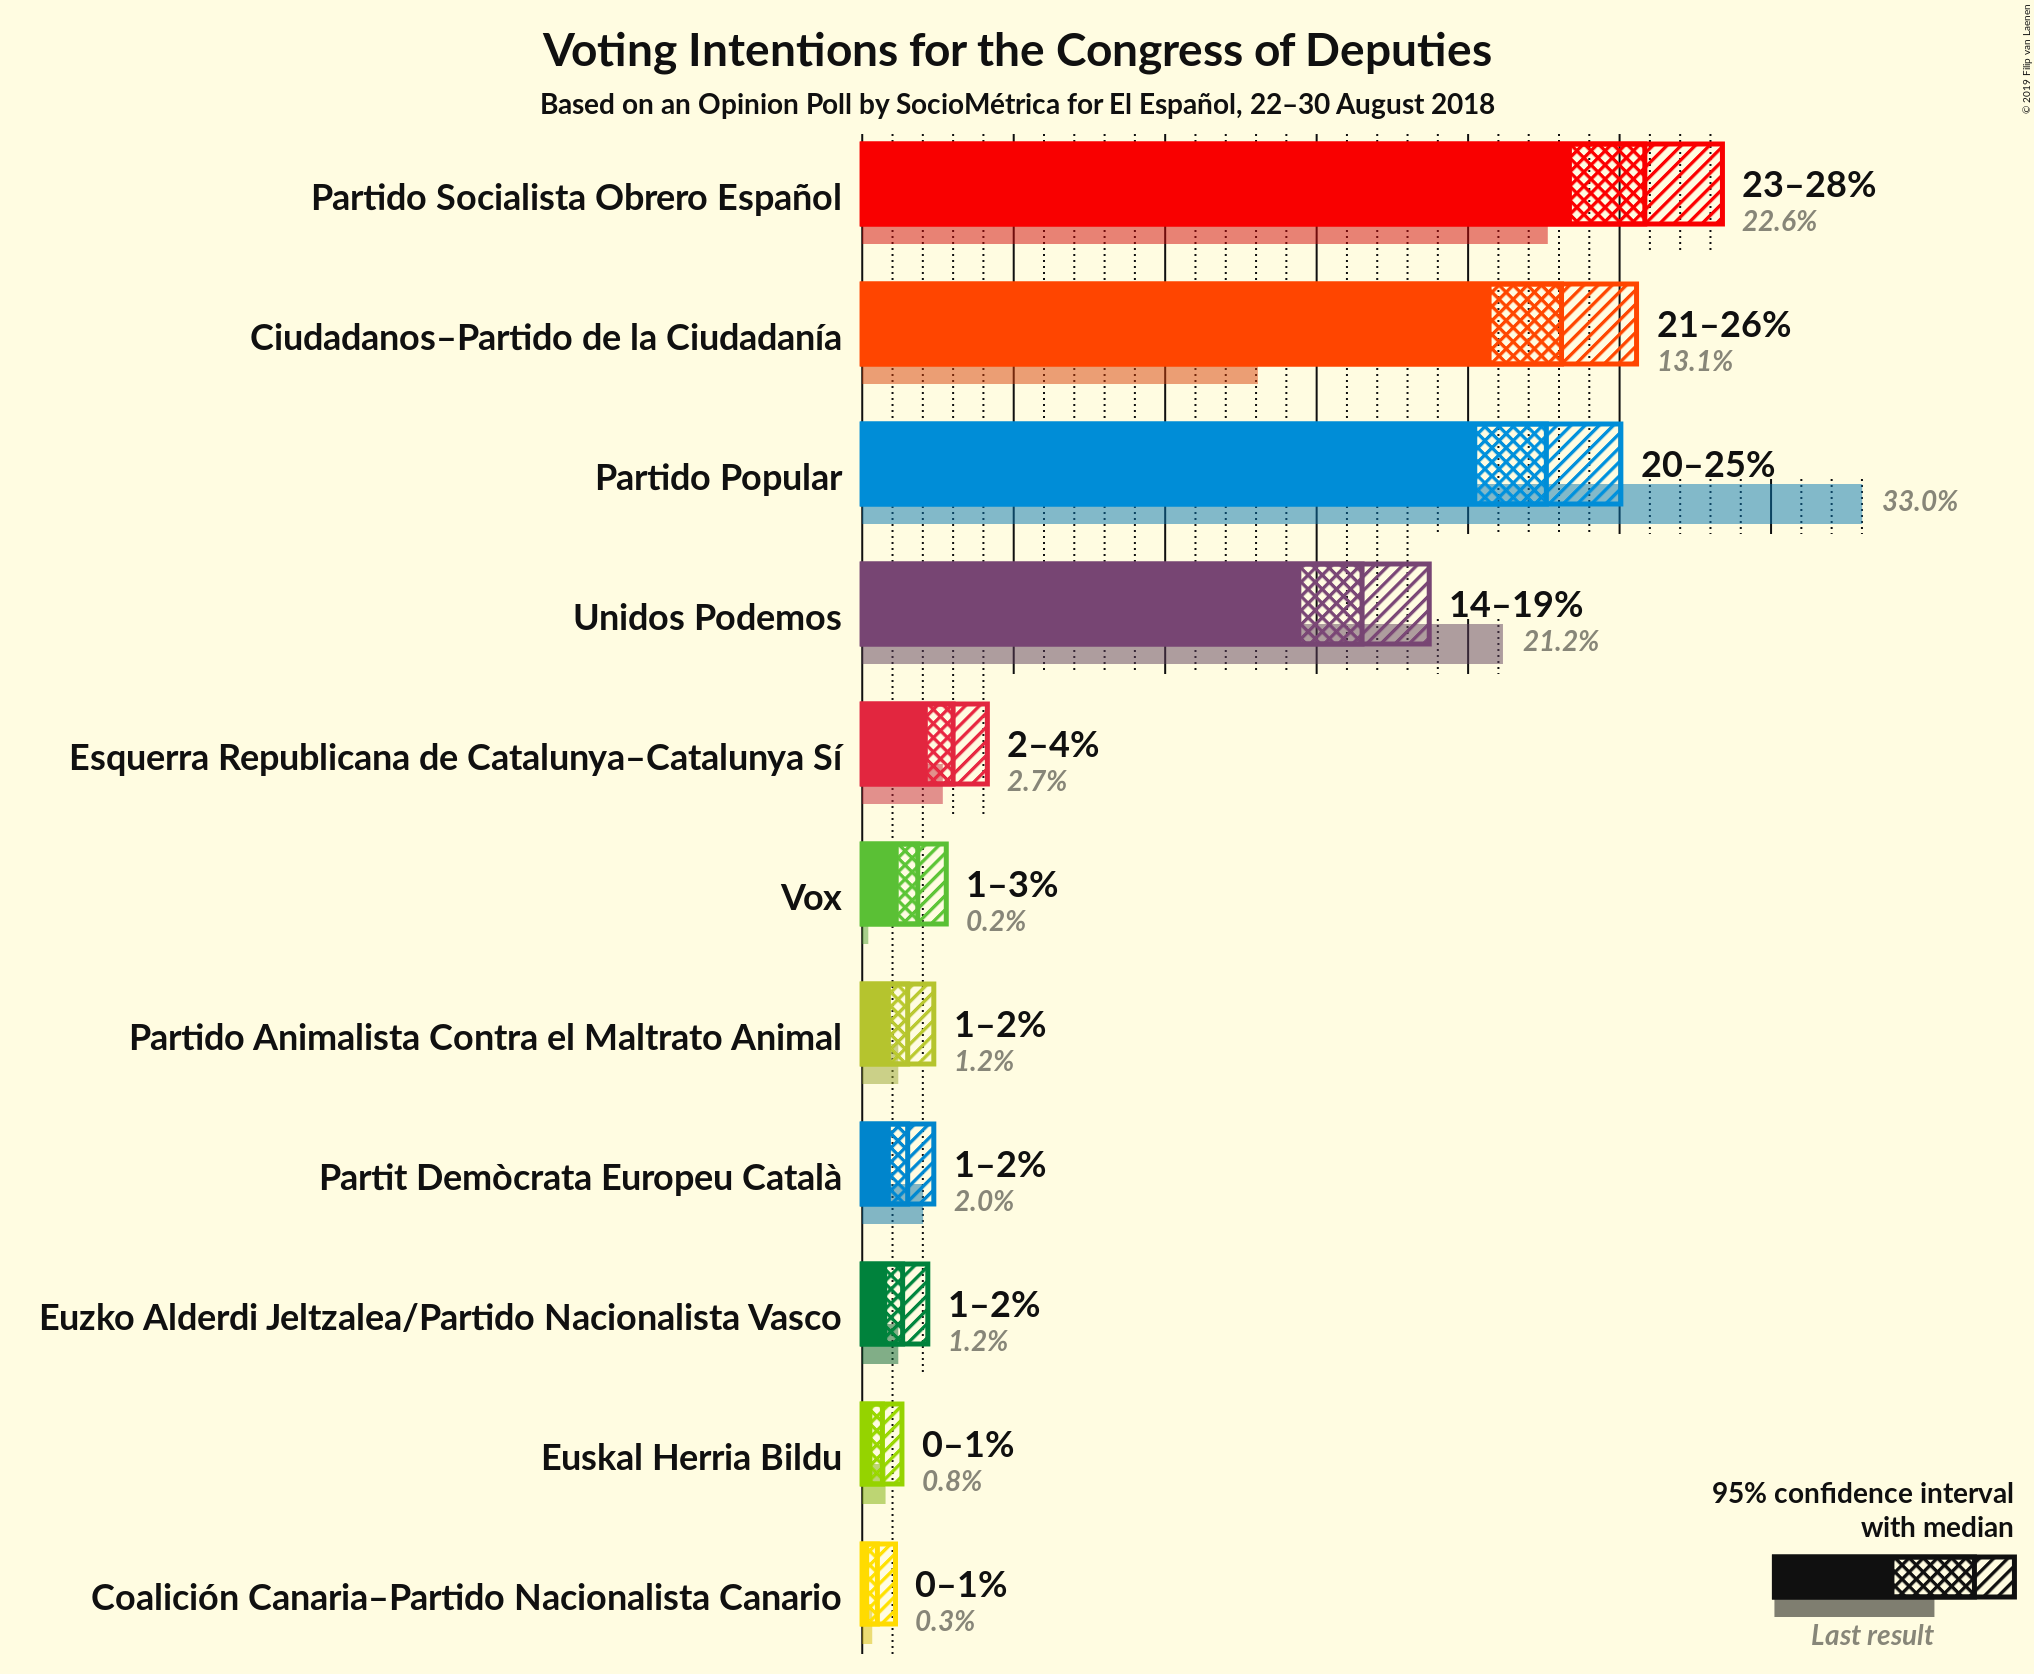 Voting Intentions for the Congress of Deputies
Based on an Opinion Poll by SocioMétrica for El Español, 22–30 August 2018
© 2019 Filip van Laenen
Partido Socialista Obrero Español
23–28%
22.6%
Ciudadanos–Partido de la Ciudadanía
21–26%
13.1%
Partido Popular
20–25%
33.0%
Unidos Podemos
14–19%
21.2%
Esquerra Republicana de Catalunya–Catalunya Sí
2–4%
2.7%
Vox
1–3%
0.2%
Partido Animalista Contra el Maltrato Animal
1–2%
1.2%
Partit Demòcrata Europeu Català
1–2%
2.0%
Euzko Alderdi Jeltzalea/Partido Nacionalista Vasco
1–2%
1.2%
Euskal Herria Bildu
0–1%
0.8%
Coalición Canaria–Partido Nacionalista Canario
0–1%
0.3%
95% confidence interval
with median
Last result